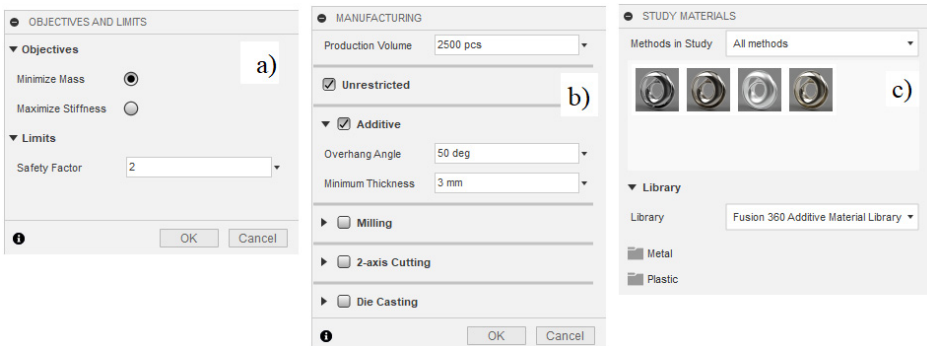 OBJECTIVES AND LIMITS
Objectives
a)
Minimize Mass
Maximize Stiffness
Limits
Safety Factor 2
OK Cancel
MANUFACTURING
Production Volume 2500 pcs
Unrestricted
b)
Additive
Overhang Angle 50 deg
Minimum Thickness 3 mm
Milling
2-axis Cutting
Die Casting
OK Cancel
STUDY MATERIALS
Methods in Study All methods
c)
Library
Library Fusion 360 Additive Material Library
Metal
Plastic